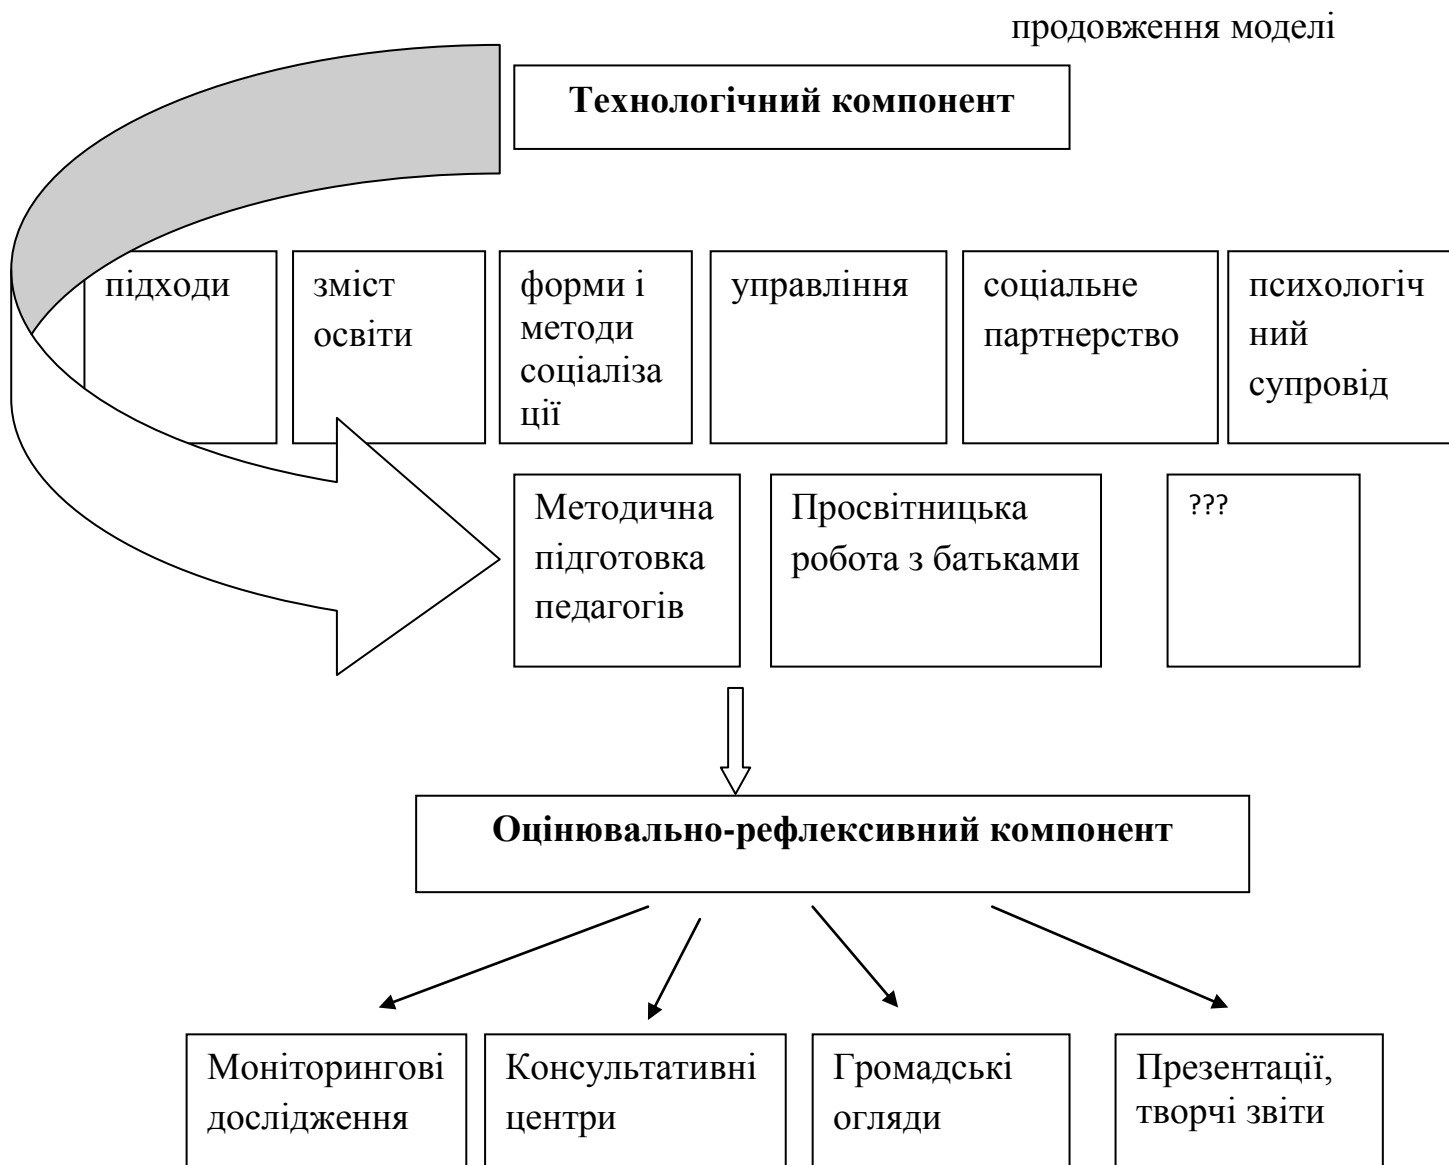 продовження моделі
Технологічний компонент
підходи
зміст
освіти
форми і
методи
соціаліза
ції
управління
соціальне
партнерство
психологіч
ний
супровід
Методична
підготовка
педагогів
Просвітницька
робота з батьками
???
Оцінювально-рефлексивний компонент
Моніторингові
дослідження
Консультативні
центри
Громадські
огляди
Презентації,
творчі звіти